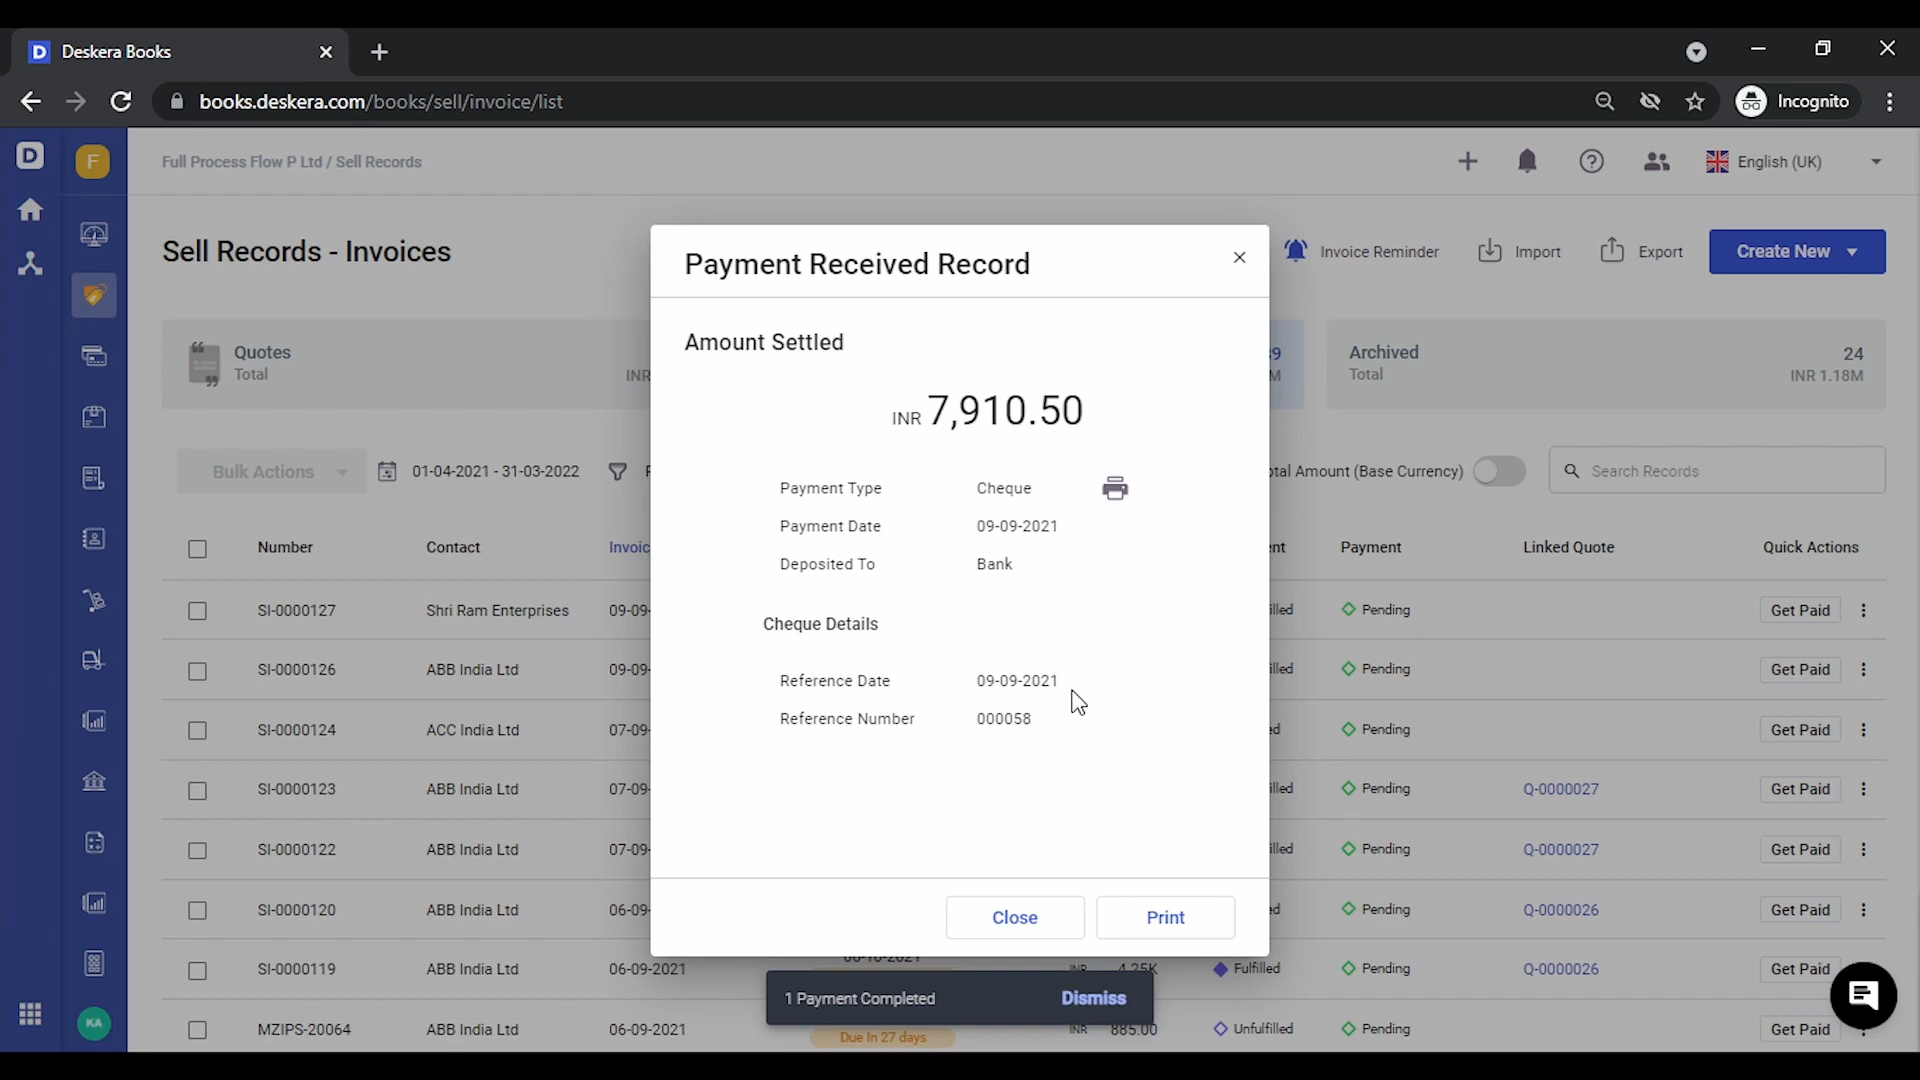 Deskera Books
books.deskera.com/books/sell/invoice/list
Incognito
D
F
Full Process Flow P Ltd / Sell Records
English (UK)
Sell Records - Invoices
Invoice Reminder
Import
Export
Create New
Quotes
Total
INR
Archived
Total
24
INR 1.18M
Bulk Actions
01-04-2021 - 31-03-2022
Amount (Base Currency)
Search Records
Number
Contact
Payment
Linked Quote
Quick Actions
SI-0000127
Shri Ram Enterprises
09-09-
Pending
Get Paid
SI-0000126
ABB India Ltd
09-09-
Pending
Get Paid
SI-0000124
ACC India Ltd
07-09-
Pending
Get Paid
SI-0000123
ABB India Ltd
07-09-
Pending
Q-0000027
Get Paid
SI-0000122
ABB India Ltd
07-09-
Pending
Q-0000027
Get Paid
SI-0000120
ABB India Ltd
06-09-
Pending
Q-0000026
Get Paid
SI-0000119
ABB India Ltd
06-09-2021
INR 4.25K
Fulfilled
Pending
Q-0000026
Get Paid
MZIPS-20064
ABB India Ltd
06-09-2021
Due In 27 days
INR 885.00
Unfulfilled
Pending
Get Paid
KA
Payment Received Record
Amount Settled
INR 7,910.50
Payment Type Cheque
Payment Date 09-09-2021
Deposited To Bank
Cheque Details
Reference Date 09-09-2021
Reference Number 000058
Close
Print
1 Payment Completed
Dismiss